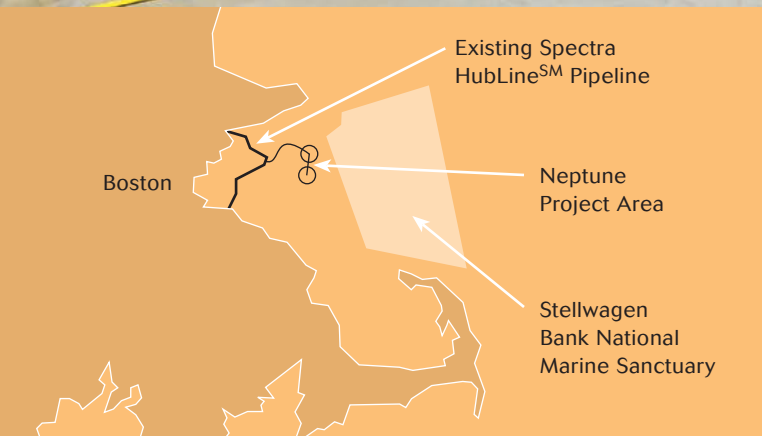 Existing Spectra
HubLineSM Pipeline
Boston
Neptune
Project Area
Stellwagen
Bank National
Marine Sanctuary